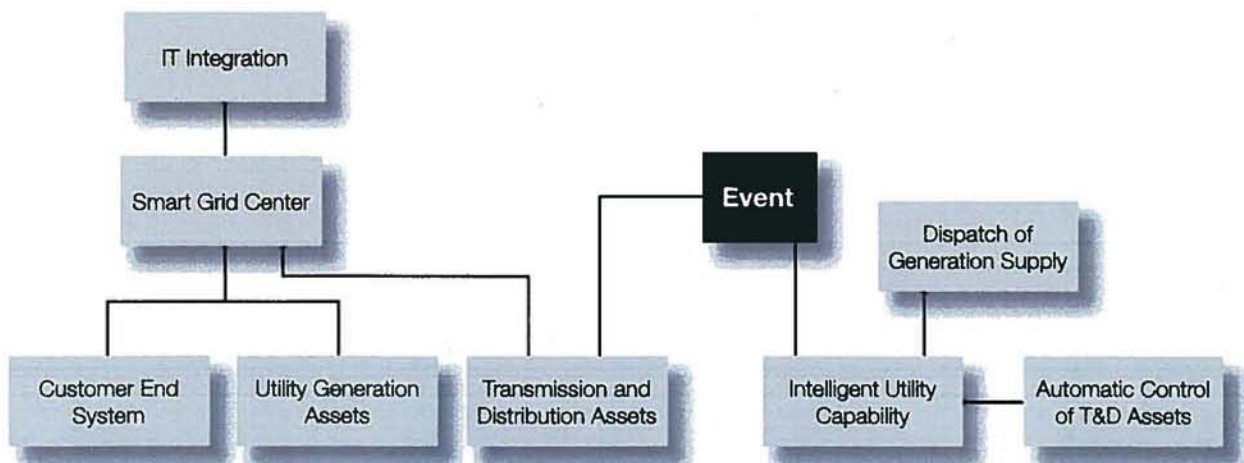 IT Integration
Smart Grid Center
Event
Dispatch of
Generation Supply
Customer End
System
Utility Generation
Assets
Transmission and
Distribution Assets
Intelligent Utility
Capability
Automatic Control
of T&D Assets